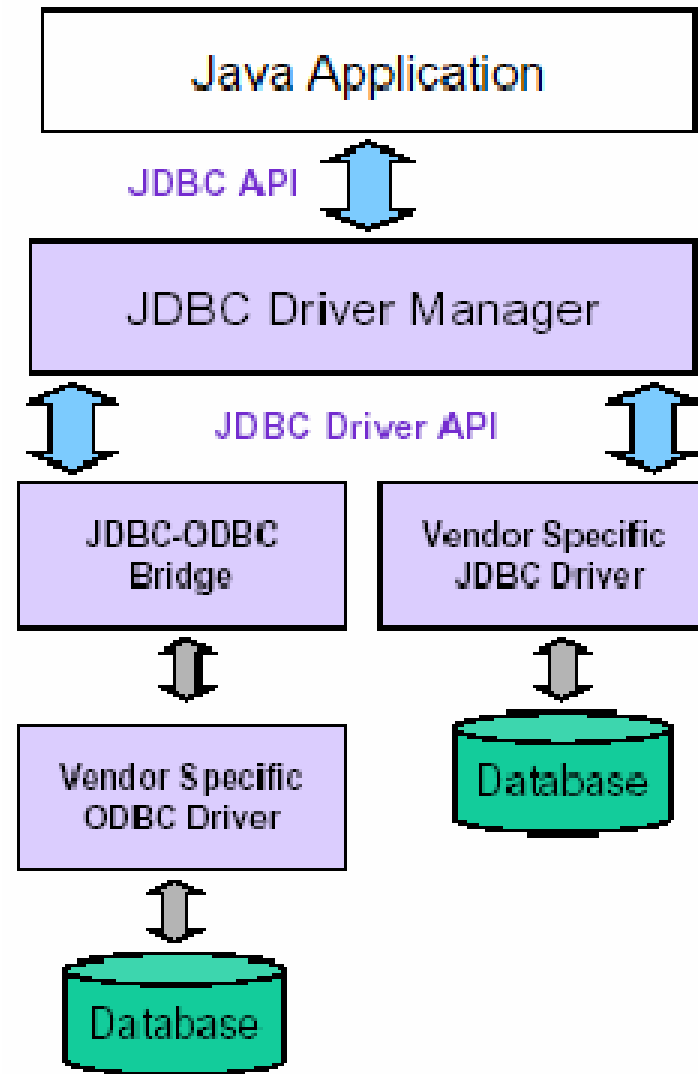 Java Application
JDBC API
JDBC Driver Manager
JDBC Driver API
JDBC-ODBC
Bridge
Vendor Specific
JDBC Driver
Vendor Specific
ODBC Driver
Database
Database